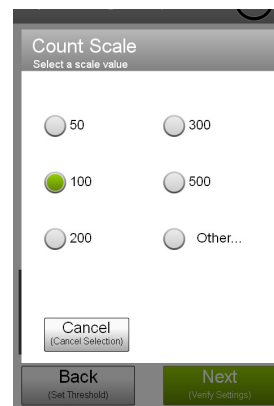 Count Scale
Select a scale value
50
300
100
500
200
Other...
Cancel
(Cancel Selection)
Back
(Set Threshold)
Next
(Verify Settings)